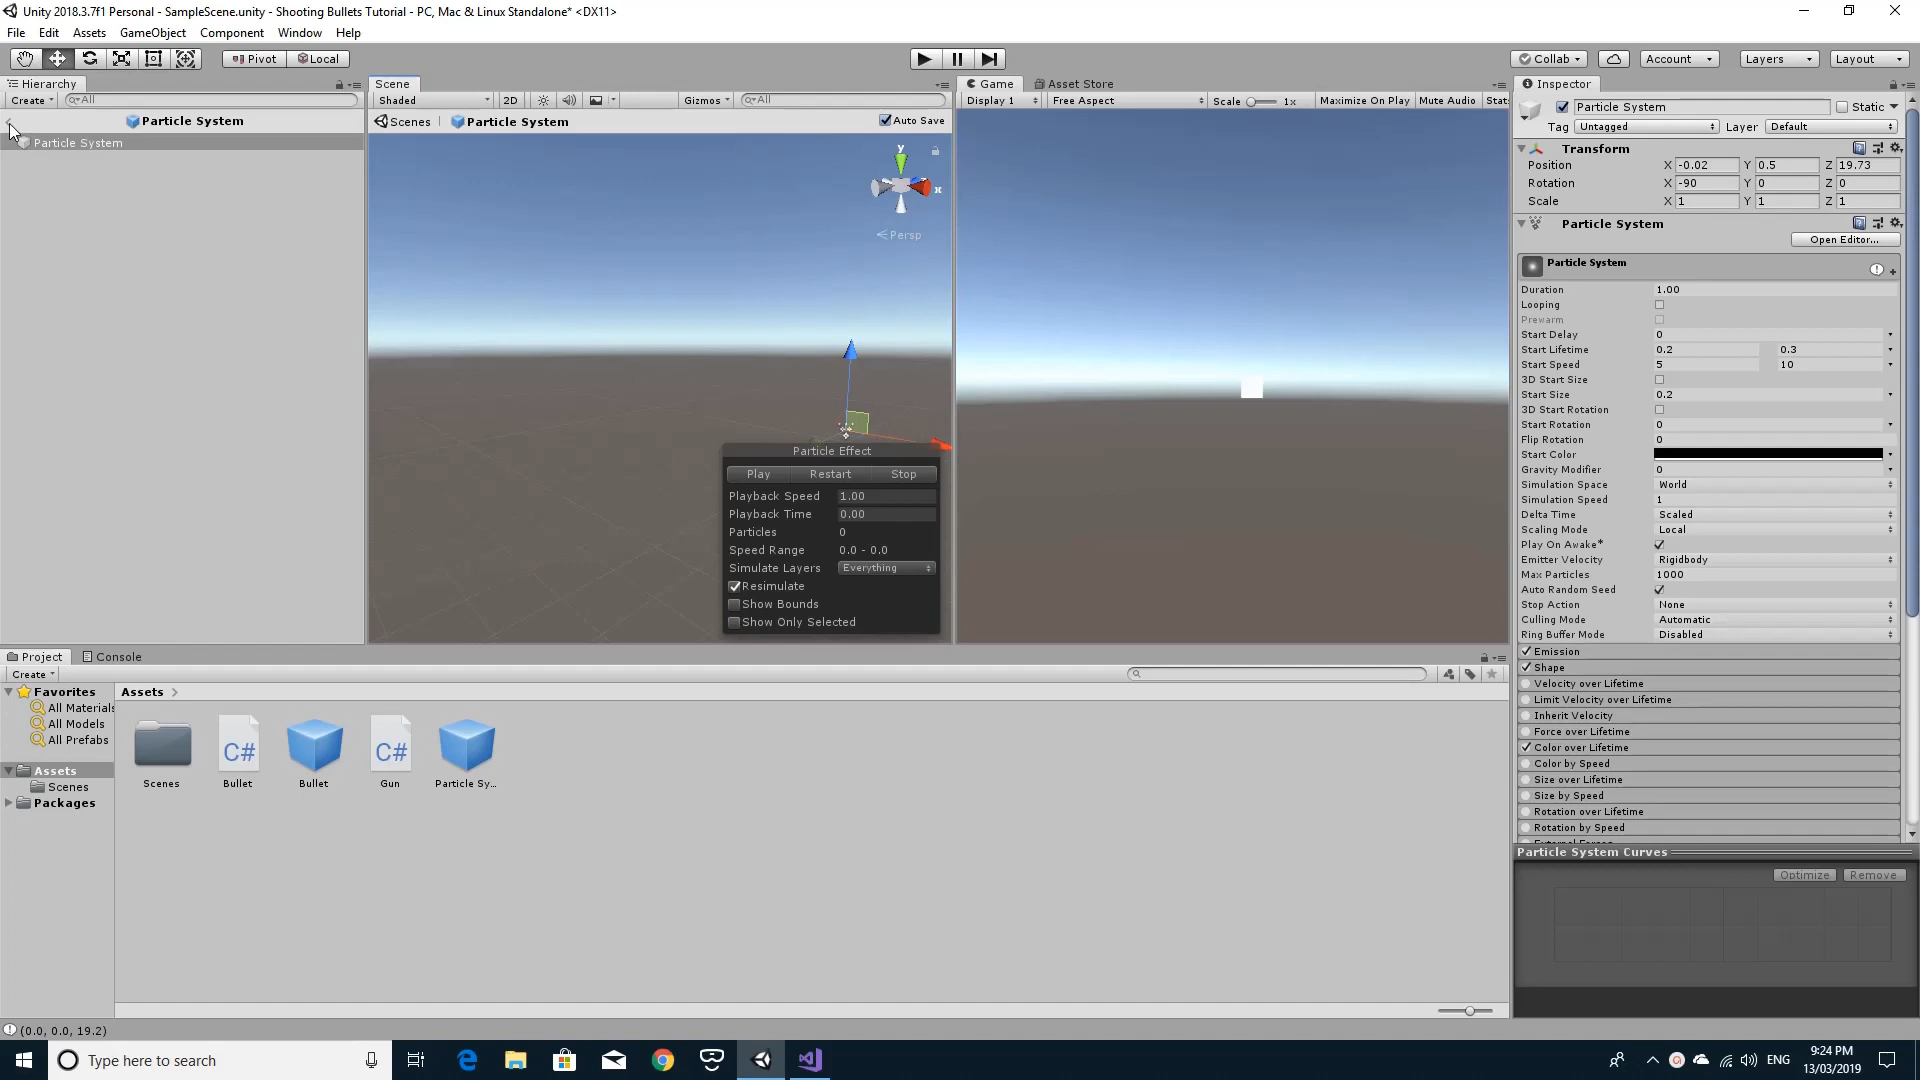 Unity 2018.3.7f1 Personal - SampleScene.unity - Shooting Bullets Tutorial - PC, Mac & Linux Standalone* <DX11>
File Edit Assets GameObject Component Window Help
Pivot Local Collab Account Layers Layout
Hierarchy
Create All
Particle System
Particle System
Scene
Shaded 2D Gizmos All
Scenes Particle System Auto Save
y
x
Persp
Particle Effect
Play Restart Stop
Playback Speed 1.00
Playback Time 0.00
Particles 0
Speed Range 0.0 - 0.0
Simulate Layers Everything
Resimulate
Show Bounds
Show Only Selected
Game Asset Store
Display 1 Free Aspect Scale 1x Maximize On Play Mute Audio Stats
Inspector
Particle System Static
Tag Untagged Layer Default
Transform
Position X -0.02 Y 0.5 Z 19.73
Rotation X -90 Y 0 Z 0
Scale X 1 Y 1 Z 1
Particle System
Open Editor...
Particle System
Duration 1.00
Looping
Prewarm
Start Delay 0
Start Lifetime 0.2 0.3
Start Speed 5 10
3D Start Size
Start Size 0.2
3D Start Rotation
Start Rotation 0
Flip Rotation 0
Start Color
Gravity Modifier 0
Simulation Space World
Simulation Speed 1
Delta Time Scaled
Scaling Mode Local
Play On Awake*
Emitter Velocity Rigidbody
Max Particles 1000
Auto Random Seed
Stop Action None
Culling Mode Automatic
Ring Buffer Mode Disabled
Emission
Shape
Velocity over Lifetime
Limit Velocity over Lifetime
Inherit Velocity
Force over Lifetime
Color over Lifetime
Color by Speed
Size over Lifetime
Size by Speed
Rotation over Lifetime
Rotation by Speed
Particle System Curves
Optimize Remove
Project Console
Create
Favorites
All Materials
All Models
All Prefabs
Assets
Scenes
Packages
Assets
C# C#
Scenes Bullet Bullet Gun Particle Sy...
(0.0, 0.0, 19.2)
Type here to search
ENG
9:24 PM
13/03/2019